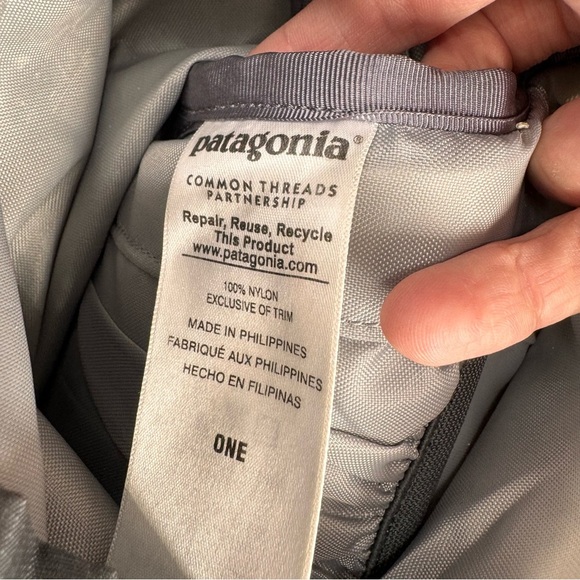 patagonia®
COMMON THREADS
PARTNERSHIP
Repair, Reuse, Recycle
This Product
www.patagonia.com
100% NYLON
EXCLUSIVE OF TRIM
MADE IN PHILIPPINES
FABRIQUÉ AUX PHILIPPINES
HECHO EN FILIPINAS
ONE